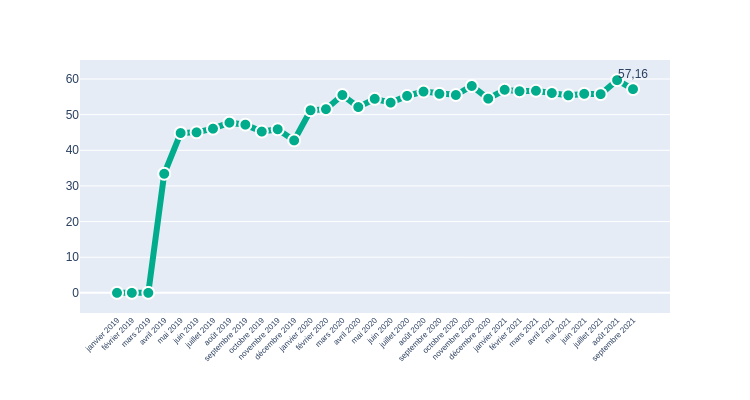 57,16
60
50
40
30
20
10
0
janvier 2019
février 2019
mars 2019
avril 2019
mai 2019
juin 2019
juillet 2019
août 2019
septembre 2019
octobre 2019
novembre 2019
décembre 2019
janvier 2020
février 2020
mars 2020
avril 2020
mai 2020
juin 2020
juillet 2020
août 2020
septembre 2020
octobre 2020
novembre 2020
décembre 2020
janvier 2021
février 2021
mars 2021
avril 2021
mai 2021
juin 2021
juillet 2021
août 2021
septembre 2021